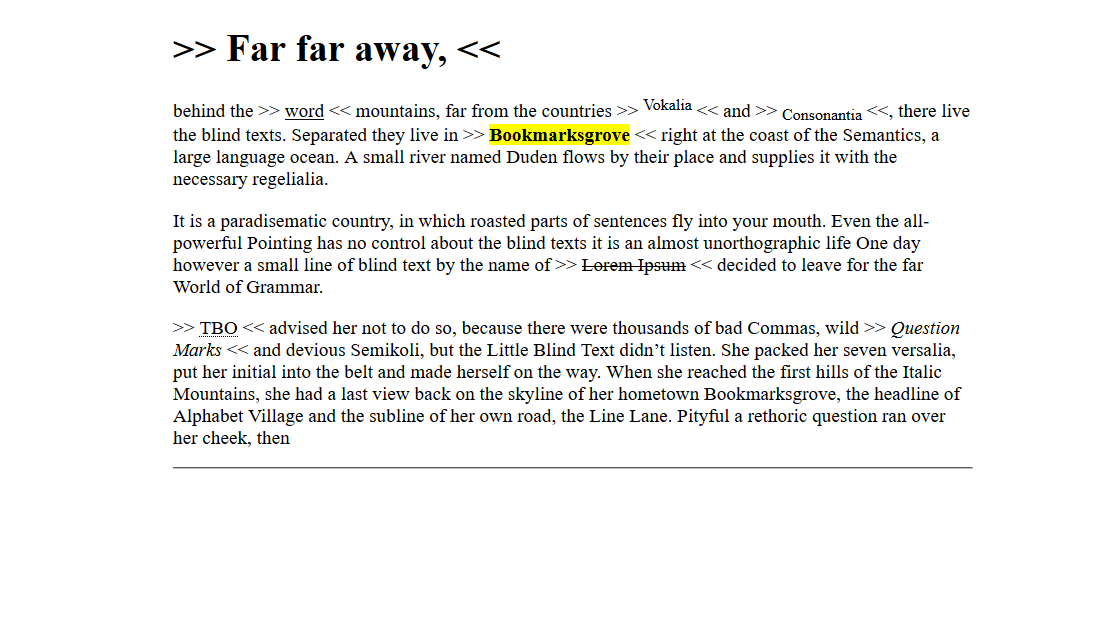 >> Far far away, <<
behind the >> word << mountains, far from the countries >> Vokalia << and >> Consonantia <<, there live
the blind texts. Separated they live in >> Bookmarksgrove << right at the coast of the Semantics, a
large language ocean. A small river named Duden flows by their place and supplies it with the
necessary regelialia.
It is a paradisematic country, in which roasted parts of sentences fly into your mouth. Even the all-
powerful Pointing has no control about the blind texts it is an almost unorthographic life One day
however a small line of blind text by the name of >> Lorem Ipsum << decided to leave for the far
World of Grammar.
>> TBO << advised her not to do so, because there were thousands of bad Commas, wild >> Question
Marks << and devious Semikoli, but the Little Blind Text didn’t listen. She packed her seven versalia,
put her initial into the belt and made herself on the way. When she reached the first hills of the Italic
Mountains, she had a last view back on the skyline of her hometown Bookmarksgrove, the headline of
Alphabet Village and the subline of her own road, the Line Lane. Pityful a rethoric question ran over
her cheek, then